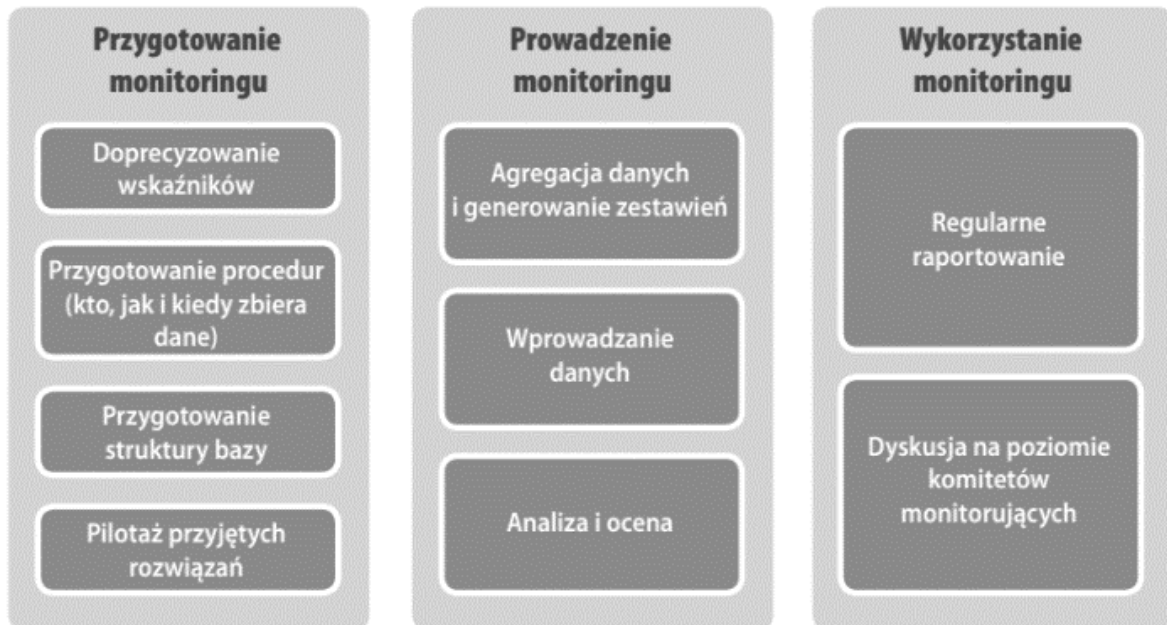 Przygotowanie
monitoringu
Doprecyzowanie
wskaźników
Przygotowanie procedur
(kto, jak i kiedy zbiera
dane)
Przygotowanie
struktury bazy
Pilotaż przyjętych
rozwiązań
Prowadzenie
monitoringu
Agregacja danych
i generowanie zestawień
Wprowadzanie
danych
Analiza i ocena
Wykorzystanie
monitoringu
Regularne
raportowanie
Dyskusja na poziomie
komitetów
monitorujących